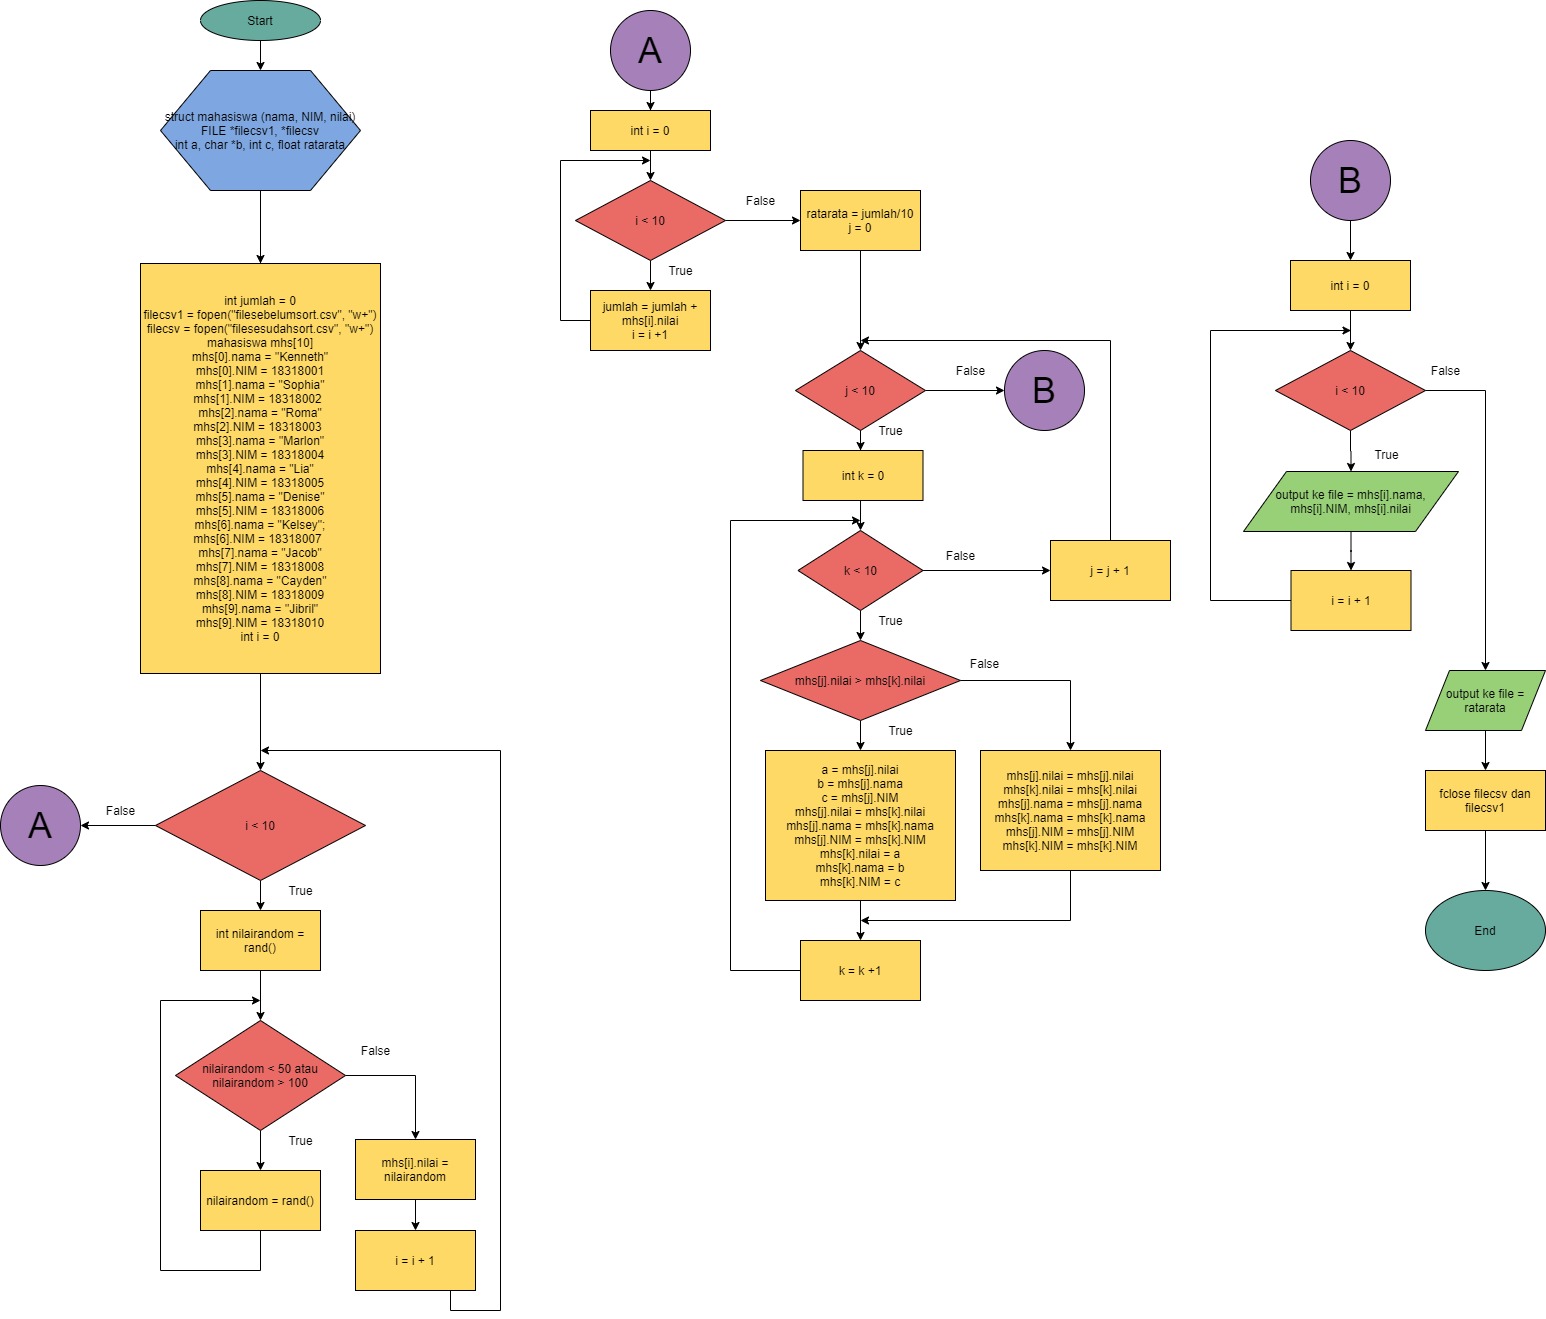 Start
struct mahasiswa (nama, NIM, nilai)
FILE *filecsv1, *filecsv
int a, char *b, int c, float ratarata
int jumlah = 0
filecsv1 = fopen("filesebelumsort.csv", "w+")
filecsv = fopen("filesesudahsort.csv", "w+")
mahasiswa mhs[10]
mhs[0].nama = "Kenneth"
mhs[0].NIM = 18318001
mhs[1].nama = "Sophia"
mhs[1].NIM = 18318002
mhs[2].nama = "Roma"
mhs[2].NIM = 18318003
mhs[3].nama = "Marlon"
mhs[3].NIM = 18318004
mhs[4].nama = "Lia"
mhs[4].NIM = 18318005
mhs[5].nama = "Denise"
mhs[5].NIM = 18318006
mhs[6].nama = "Kelsey";
mhs[6].NIM = 18318007
mhs[7].nama = "Jacob"
mhs[7].NIM = 18318008
mhs[8].nama = "Cayden"
mhs[8].NIM = 18318009
mhs[9].nama = "Jibril"
mhs[9].NIM = 18318010
int i = 0
i < 10
False
A
True
int nilairandom =
rand()
nilairandom < 50 atau
nilairandom > 100
False
True
nilairandom = rand()
mhs[i].nilai =
nilairandom
i = i + 1
A
int i = 0
i < 10
False
True
jumlah = jumlah +
mhs[i].nilai
i = i +1
ratarata = jumlah/10
j = 0
j < 10
False
B
True
int k = 0
k < 10
False
j = j + 1
True
mhs[j].nilai > mhs[k].nilai
False
True
a = mhs[j].nilai
b = mhs[j].nama
c = mhs[j].NIM
mhs[j].nilai = mhs[k].nilai
mhs[j].nama = mhs[k].nama
mhs[j].NIM = mhs[k].NIM
mhs[k].nilai = a
mhs[k].nama = b
mhs[k].NIM = c
mhs[j].nilai = mhs[j].nilai
mhs[k].nilai = mhs[k].nilai
mhs[j].nama = mhs[j].nama
mhs[k].nama = mhs[k].nama
mhs[j].NIM = mhs[j].NIM
mhs[k].NIM = mhs[k].NIM
k = k +1
B
int i = 0
i < 10
False
True
output ke file = mhs[i].nama,
mhs[i].NIM, mhs[i].nilai
i = i + 1
output ke file =
ratarata
fclose filecsv dan
filecsv1
End